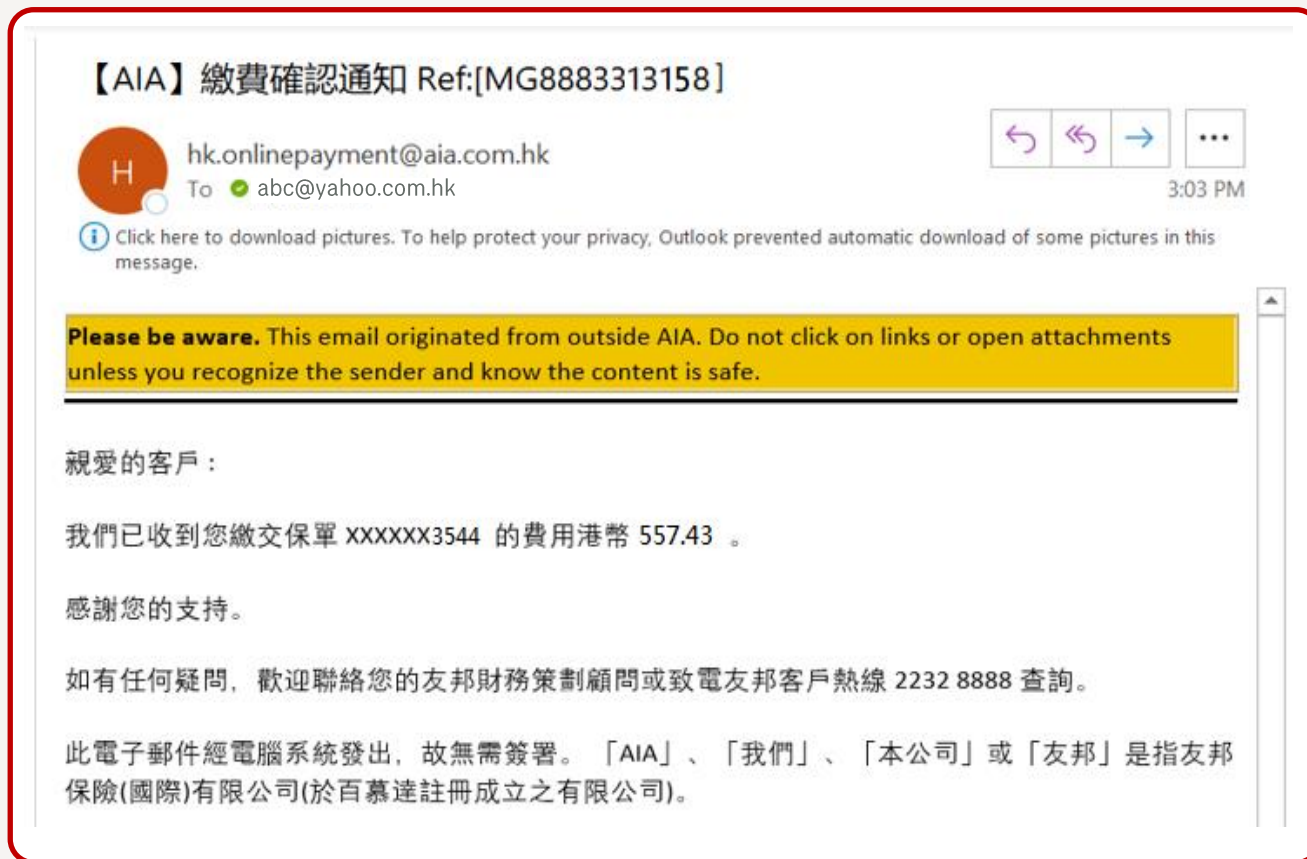 【AIA】繳費確認通知 Ref:[MG8883313158]
H
hk.onlinepayment@aia.com.hk
To abc@yahoo.com.hk
3:03 PM
Click here to download pictures. To help protect your privacy, Outlook prevented automatic download of some pictures in this
message.
Please be aware. This email originated from outside AIA. Do not click on links or open attachments
unless you recognize the sender and know the content is safe.
親愛的客戶：
我們已收到您繳交保單 XXXXXX3544 的費用港幣 557.43 。
感謝您的支持。
如有任何疑問，歡迎聯絡您的友邦財務策劃顧問或致電友邦客戶熱線 2232 8888 查詢。
此電子郵件經電腦系統發出，故無需簽署。 「AIA」、「我們」、「本公司」或「友邦」是指友邦
保險(國際)有限公司(於百慕達註冊成立之有限公司)。